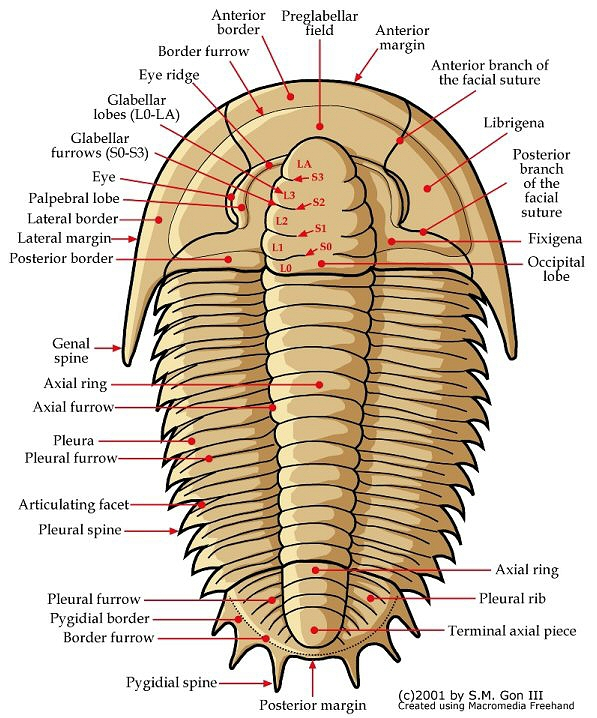 Anterior
border
Preglabellar
field
Anterior
margin
Border furrow
Eye ridge
Anterior branch of
the facial suture
Glabellar
lobes (L0-LA)
Librigena
Glabellar
furrows (S0-S3)
Posterior
branch
of the
facial
suture
Eye
Palpebral lobe
Lateral border
Lateral margin
Fixigena
Posterior border
Occipital
lobe
LA
S3
L3
S2
L2
S1
L1
S0
L0
Genal
spine
Axial ring
Axial furrow
Pleura
Pleural furrow
Articulating facet
Pleural spine
Axial ring
Pleural furrow
Pleural rib
Pygidial border
Terminal axial piece
Border furrow
Pygidial spine
Posterior margin
(c)2001 by S.M. Gon III
Created using Macromedia Freehand